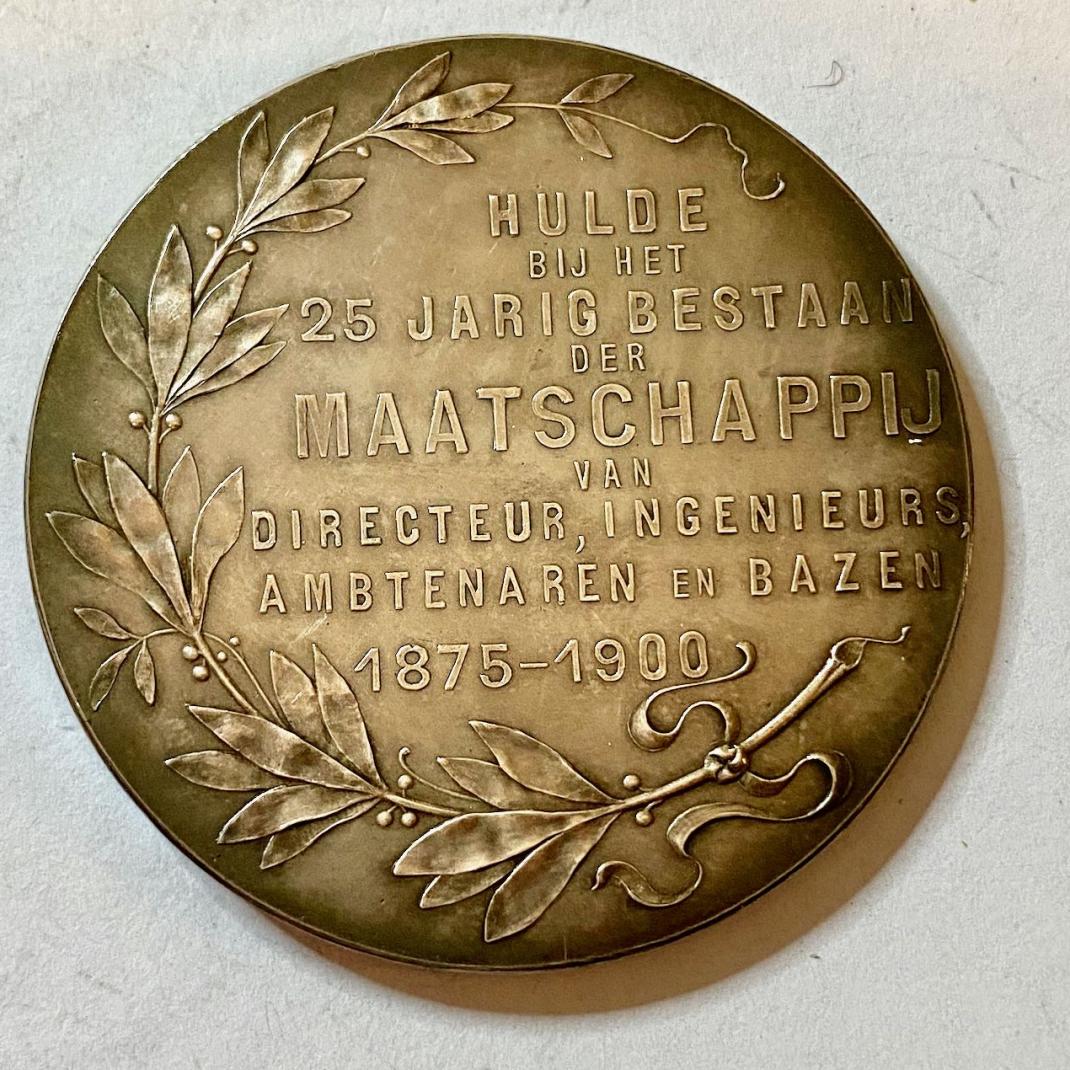 HULDE
BIJ HET
25 JARIG BESTAAN
DER
MAATSCHAPPIJ
VAN
DIRECTEUR, INGENIEURS,
AMBTENAREN EN BAZEN
1875-1900